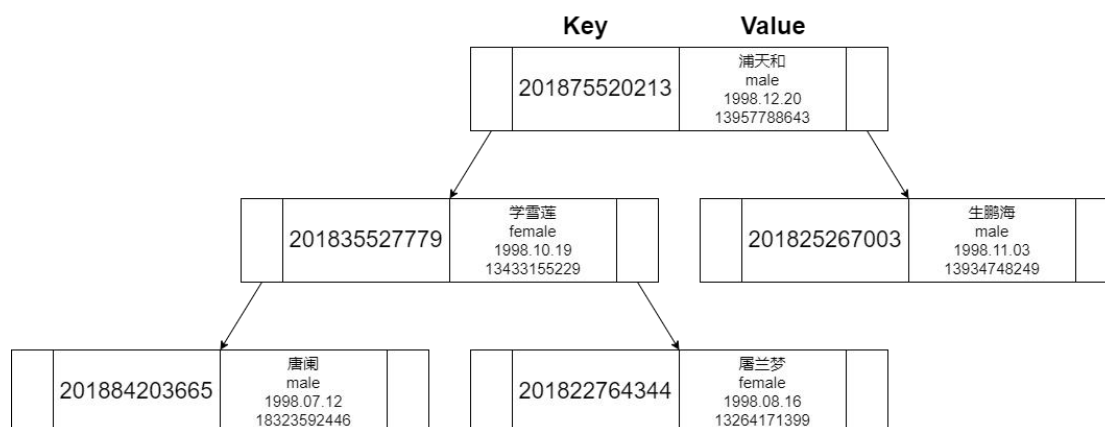 Key Value
201875520213
浦天和
male
1998.12.20
13957788643
201835527779
学雪莲
female
1998.10.19
13433155229
201825267003
生鹏海
male
1998.11.03
13934748249
201884203665
唐阑
male
1998.07.12
18323592446
201822764344
屠兰梦
female
1998.08.16
13264171399